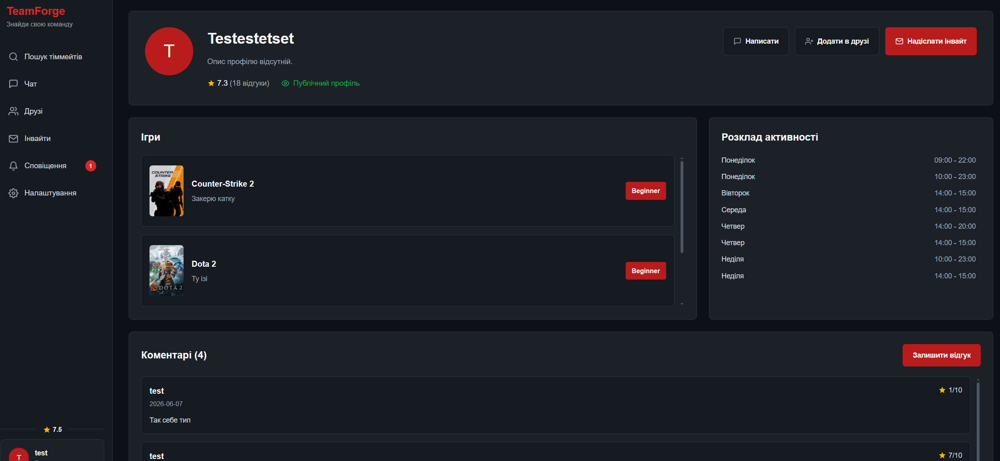 TeamForge
Знайди свою команду
Пошук тіммейтів
Чат
Друзі
Інвайти
Сповіщення 1
Налаштування
7.5
T
test
T
Testestetset
Опис профілю відсутній.
7.3 (18 відгуки) Публічний профіль
Написати
Додати в друзі
Надіслати інвайт
Ігри
COUNTER STRIKE 2
Counter-Strike 2
Закерю катку
Beginner
DOTA 2
Dota 2
Ту ізі
Beginner
Розклад активності
Понеділок 09:00 - 22:00
Понеділок 10:00 - 23:00
Вівторок 14:00 - 15:00
Середа 14:00 - 15:00
Четвер 14:00 - 20:00
Четвер 14:00 - 15:00
Неділя 10:00 - 23:00
Неділя 14:00 - 15:00
Коментарі (4)
Залишити відгук
test 1/10
2026-06-07
Так себе тип
test 7/10